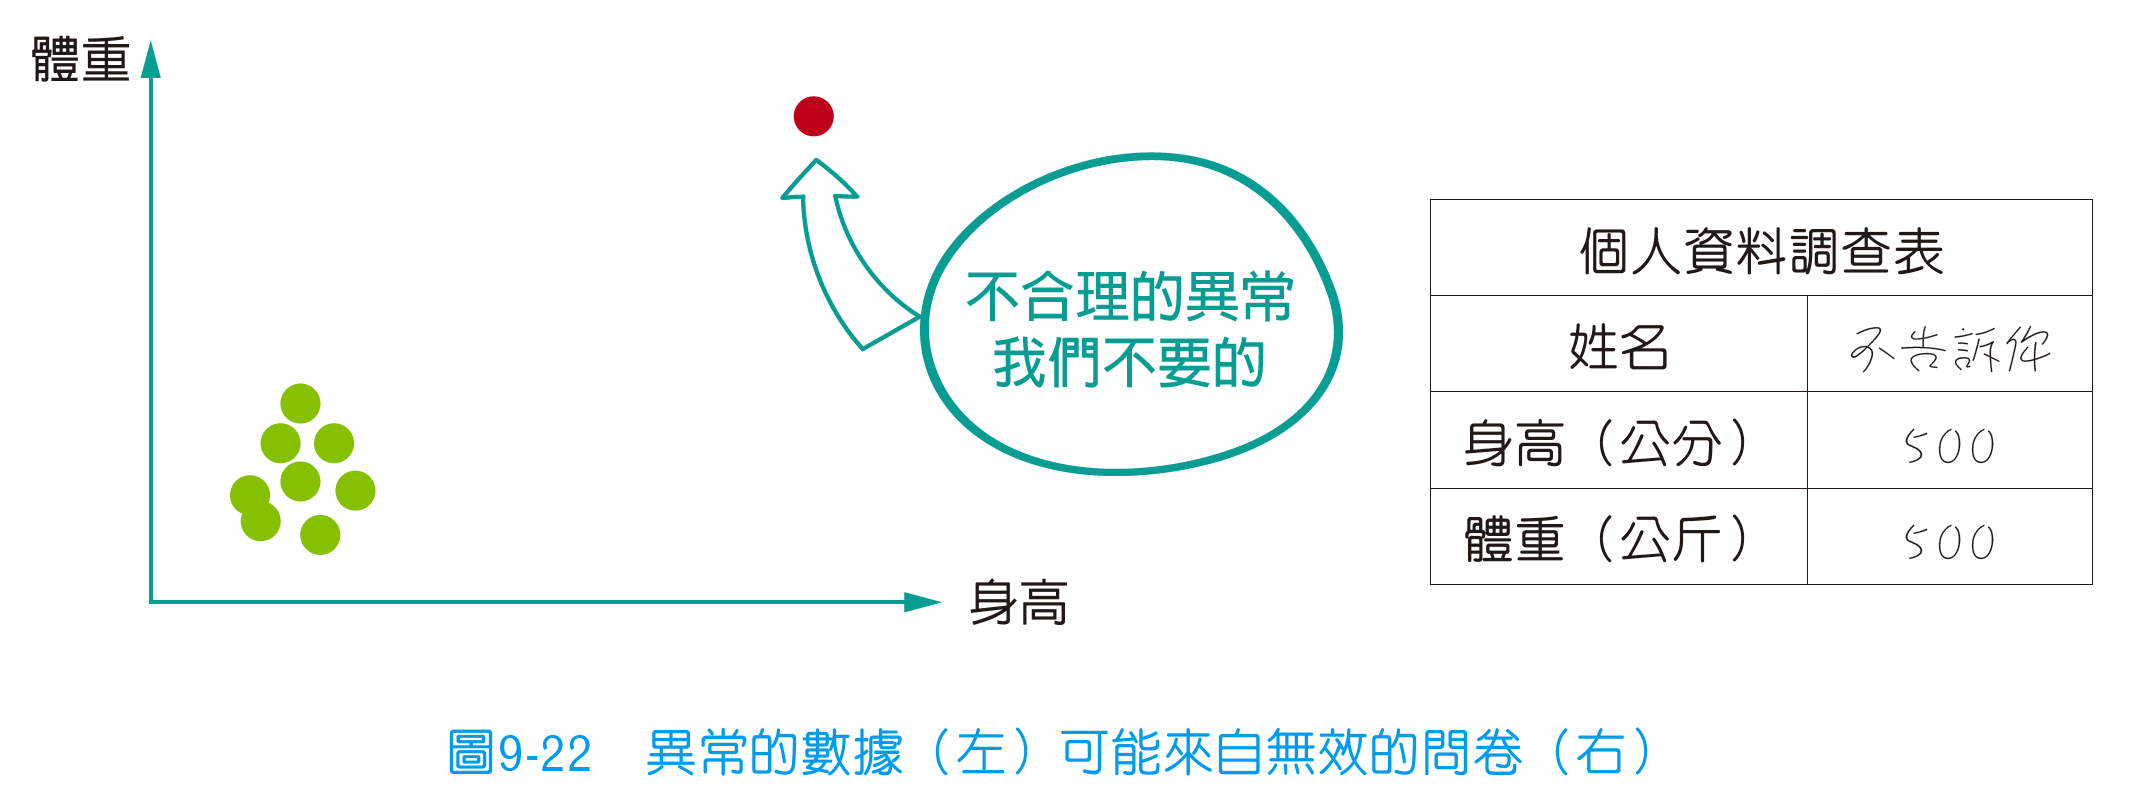 體重
不合理的異常
我們不要的
身高
個人資料調查表
姓名 不告訴你
身高（公分） 500
體重（公斤） 500
圖9-22 異常的數據（左）可能來自無效的問卷（右）